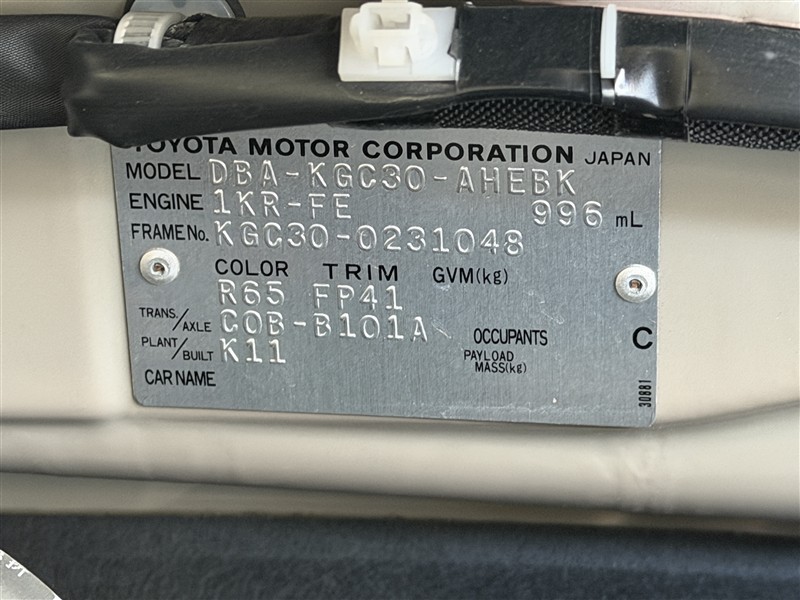 TOYOTA MOTOR CORPORATION JAPAN
MODEL DBA-KGC30-AHEBK
ENGINE 1KR-FE 996 mL
FRAME No. KGC30-0231048
COLOR TRIM GVM(kg)
R65 FP41
TRANS./AXLE C0B-B101A OCCUPANTS C
PLANT/BUILT K11 PAYLOAD MASS(kg)
CAR NAME
30881